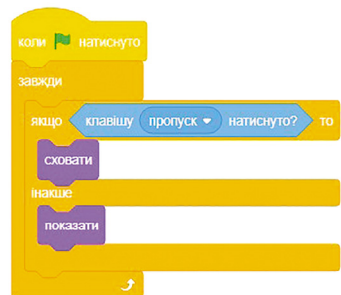 коли натиснуто
завжди
якщо клавішу пропуск натиснуто? то
сховати
інакше
показати